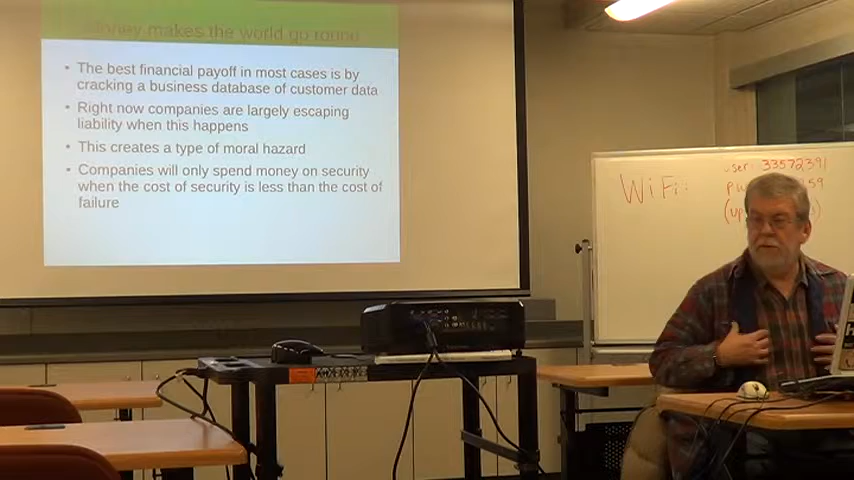 Money makes the world go round
• The best financial payoff in most cases is by
cracking a business database of customer data
• Right now companies are largely escaping
liability when this happens
• This creates a type of moral hazard
• Companies will only spend money on security
when the cost of security is less than the cost of
failure
WiFi:
user: 33572391